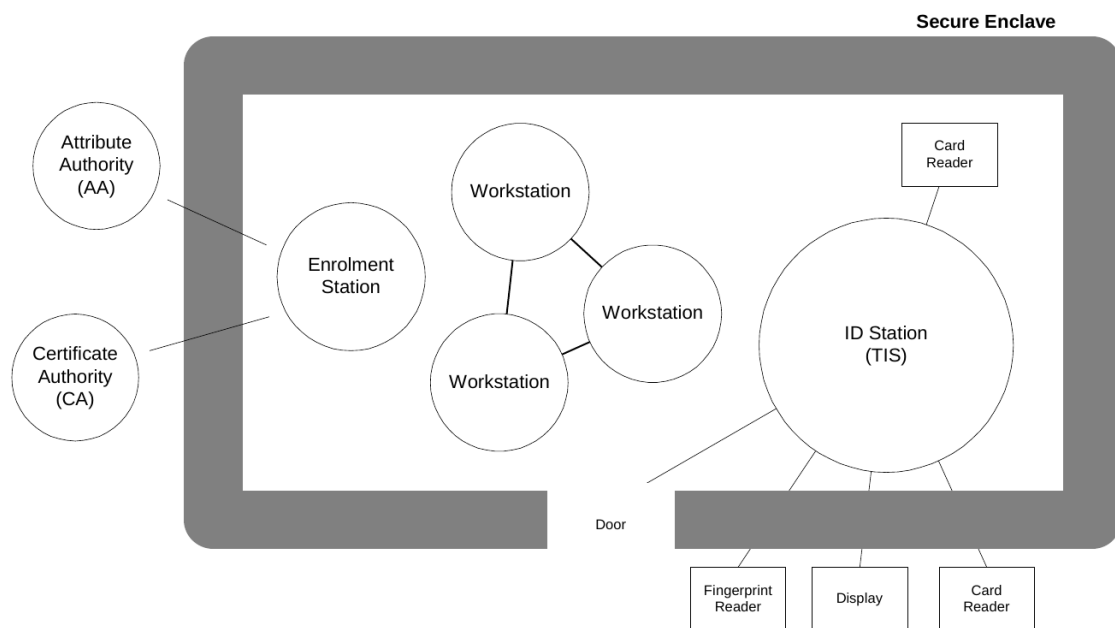 Secure Enclave
Attribute
Authority
(AA)
Card
Reader
Workstation
Enrolment
Station
Workstation
ID Station
(TIS)
Certificate
Authority
(CA)
Workstation
Door
Fingerprint
Reader
Display
Card
Reader